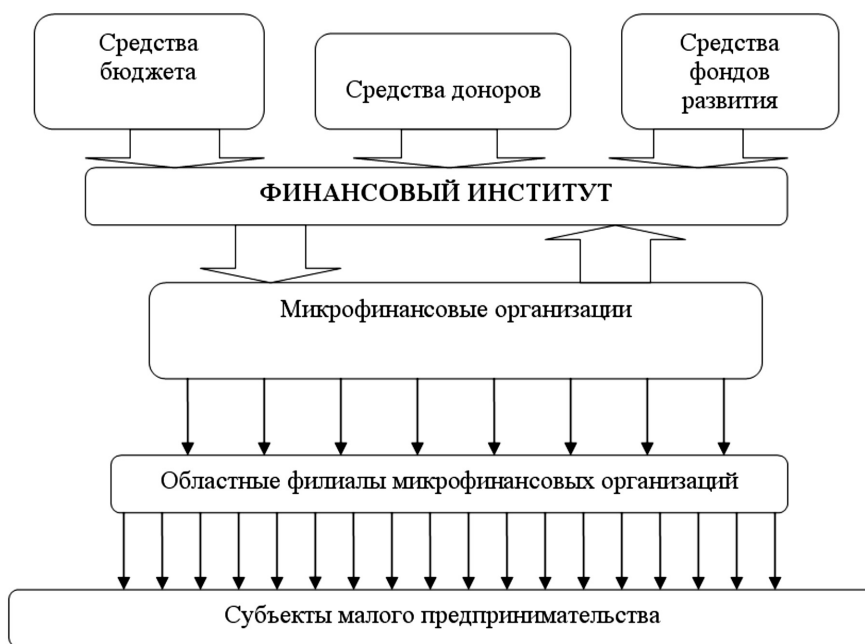 Средства
бюджета
Средства доноров
Средства
фондов
развития
ФИНАНСОВЫЙ ИНСТИТУТ
Микрофинансовые организации
Областные филиалы микрофинансовых организаций
Субъекты малого предпринимательства